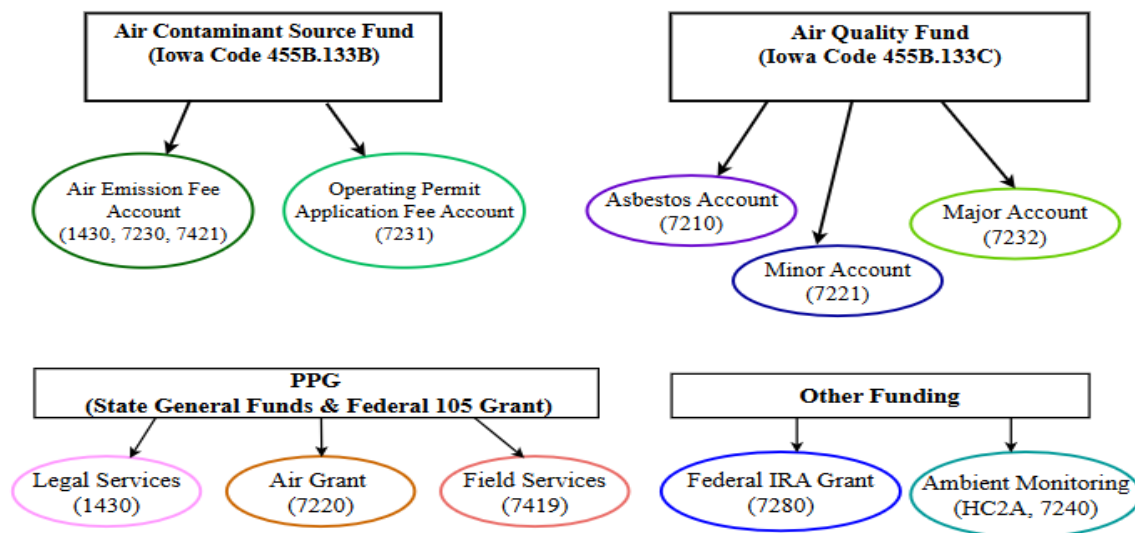 Air Contaminant Source Fund
(Iowa Code 455B.133B)
Air Quality Fund
(Iowa Code 455B.133C)
Air Emission Fee
Account
(1430, 7230, 7421)
Operating Permit
Application Fee Account
(7231)
Asbestos Account
(7210)
Minor Account
(7221)
Major Account
(7232)
PPG
(State General Funds & Federal 105 Grant)
Other Funding
Legal Services
(1430)
Air Grant
(7220)
Field Services
(7419)
Federal IRA Grant
(7280)
Ambient Monitoring
(HC2A, 7240)